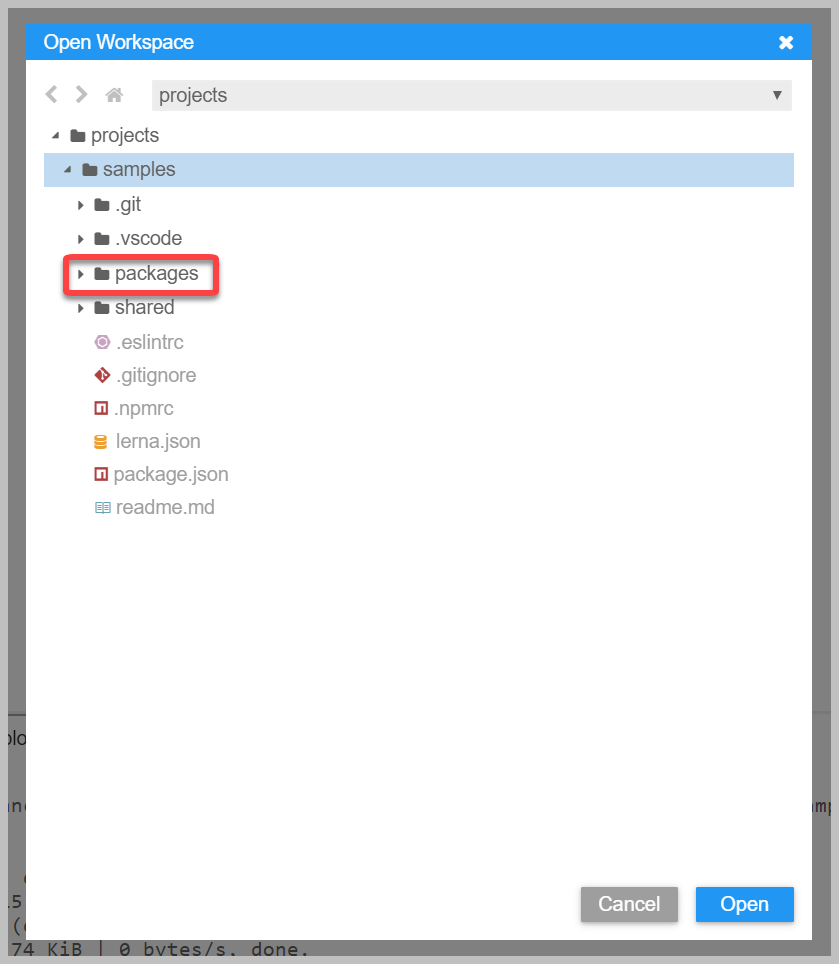 Open Workspace
projects
projects
samples
.git
.vscode
packages
shared
.eslintrc
.gitignore
.npmrc
lerna.json
package.json
readme.md
Cancel
Open
74 KiB | 0 bytes/s, done.